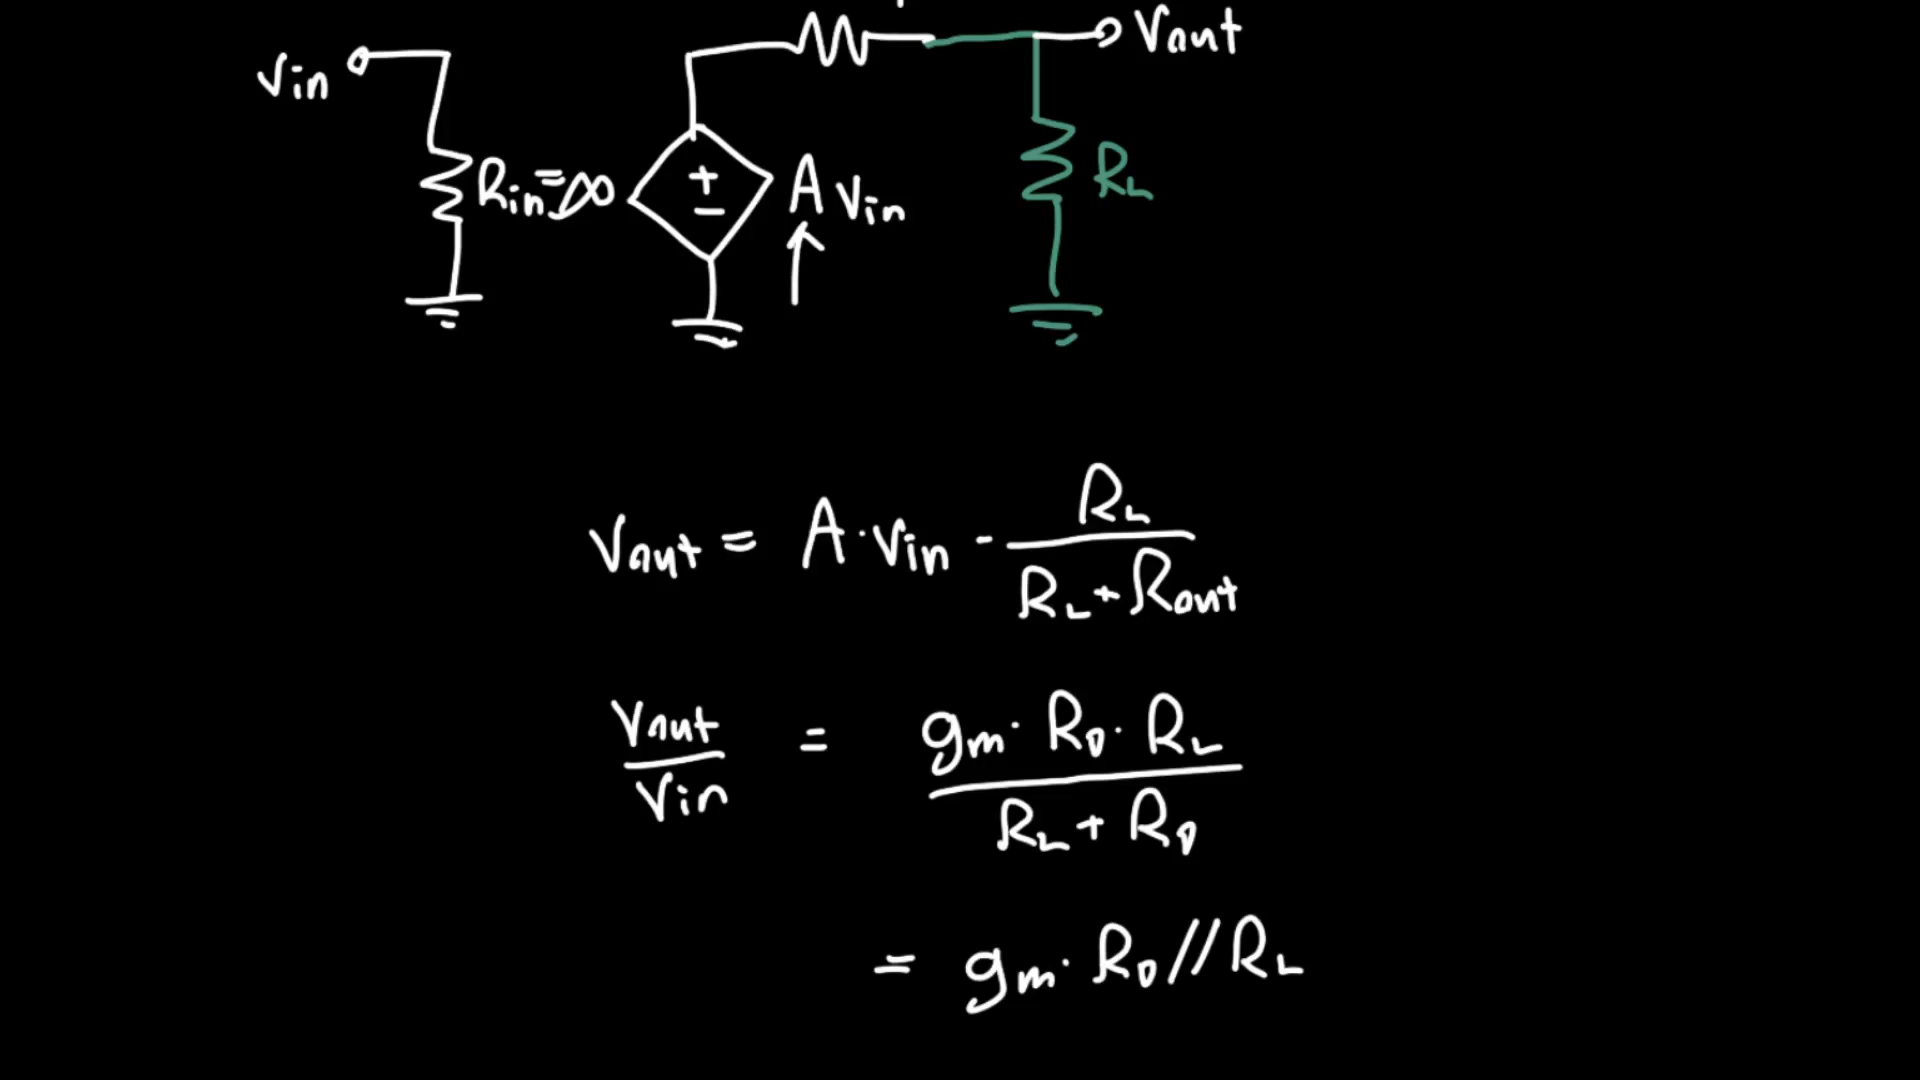 Vout
Vin
Rin=∞
+
−
A Vin
RL
Vout = A·Vin - RL / (RL + Rout)
Vout / Vin = gm·RD·RL / (RL + RD)
= gm·RD//RL